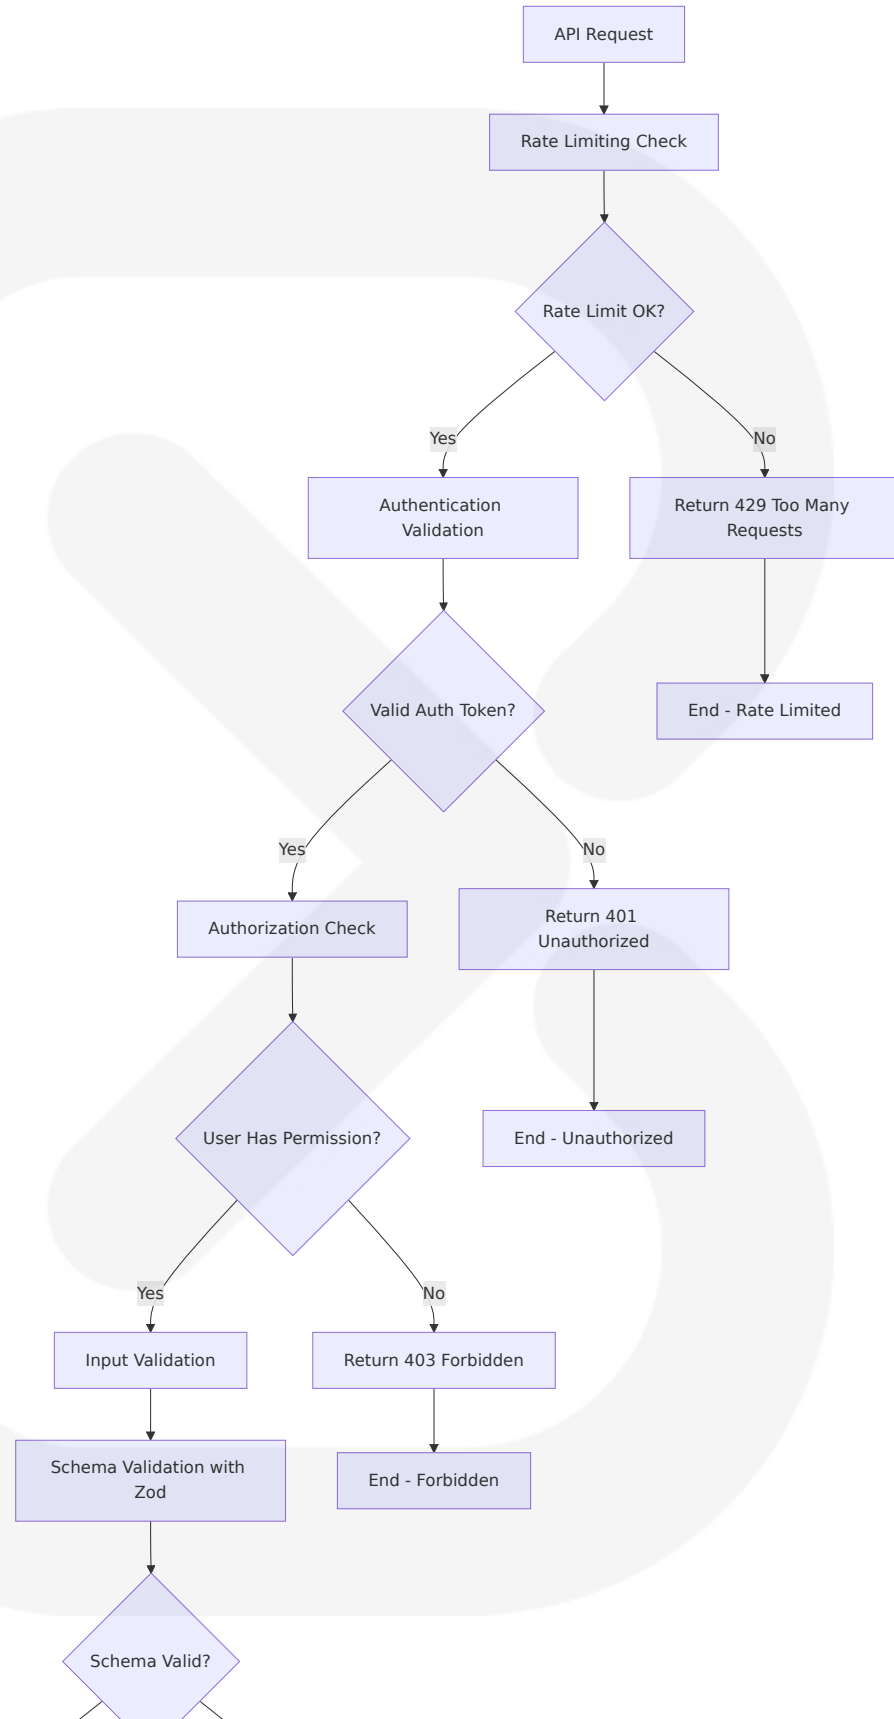 API Request
Rate Limiting Check
Rate Limit OK?
Yes
No
Authentication
Validation
Return 429 Too Many
Requests
Valid Auth Token?
End - Rate Limited
Yes
No
Authorization Check
Return 401
Unauthorized
User Has Permission?
End - Unauthorized
Yes
No
Input Validation
Return 403 Forbidden
Schema Validation with
Zod
End - Forbidden
Schema Valid?